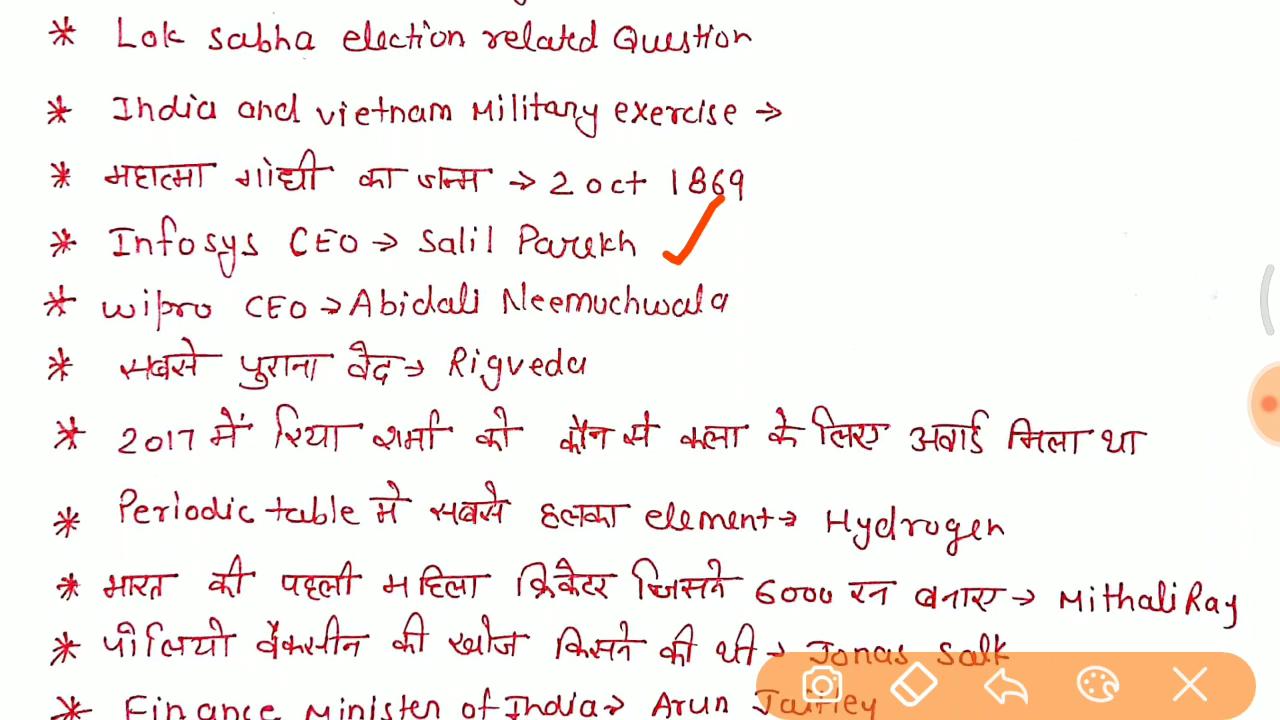 * Lok sabha election related Question
* India and vietnam Military exercise →
* महात्मा गांधी का जन्म → 2 oct 1869
* Infosys CEO → Salil Parekh
* wipro CEO → Abidali Neemuchwala
* सबसे पुराना वेद → Rigveda
* 2017 में रिया शर्मा को कौन से कला के लिए अवार्ड मिला था
* Periodic table मे सबसे हलका element → Hydrogen
* भारत की पहली महिला क्रिकेटर जिसने 6000 रन बनाए → Mithali Ray
* पोलियो वैक्सीन की खोज किसने की थी → Jonas Salk
* Finance Minister of India → Arun Jaitley